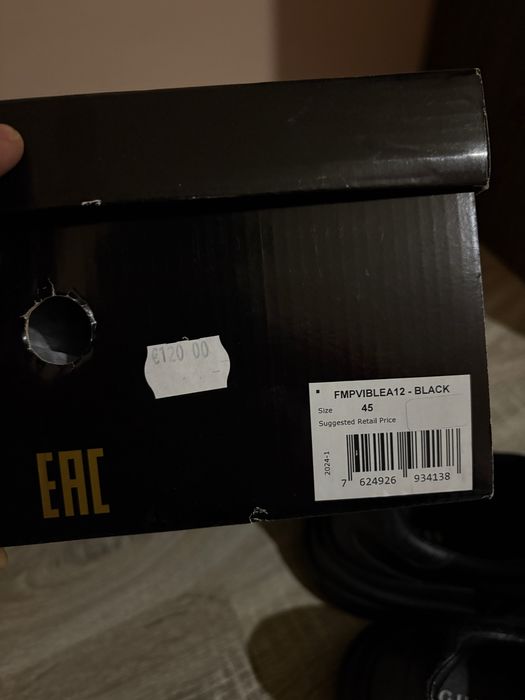 €120 00
FMPVIBLEA12 - BLACK
Size 45
Suggested Retail Price
2024-1
7 624926 934138
EAC